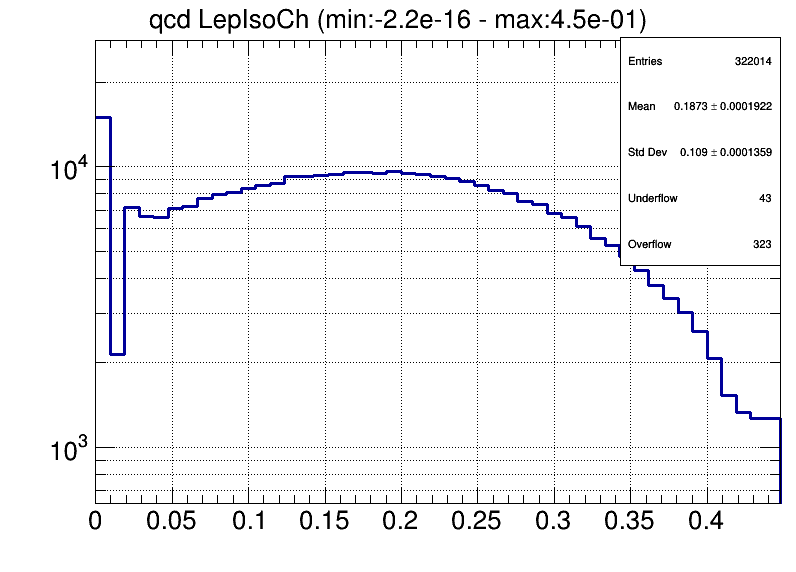 qcd LepIsoCh (min:-2.2e-16 - max:4.5e-01)
Entries 322014
Mean 0.1873 ± 0.0001922
Std Dev 0.109 ± 0.0001359
Underflow 43
Overflow 323
10^4
10^3
0 0.05 0.1 0.15 0.2 0.25 0.3 0.35 0.4